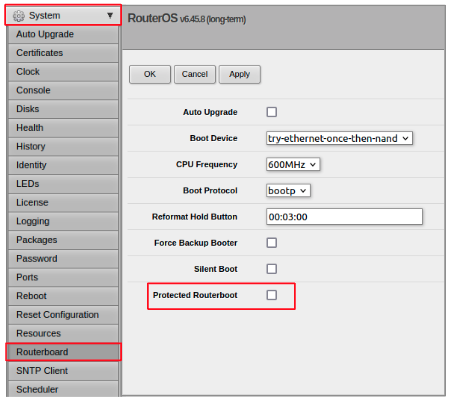 System ▼
Auto Upgrade
Certificates
Clock
Console
Disks
Health
History
Identity
LEDs
License
Logging
Packages
Password
Ports
Reboot
Reset Configuration
Resources
Routerboard
SNTP Client
Scheduler
RouterOS v6.45.8 (long-term)
OK Cancel Apply
Auto Upgrade
Boot Device try-ethernet-once-then-nand
CPU Frequency 600MHz
Boot Protocol bootp
Reformat Hold Button 00:03:00
Force Backup Booter
Silent Boot
Protected Routerboot